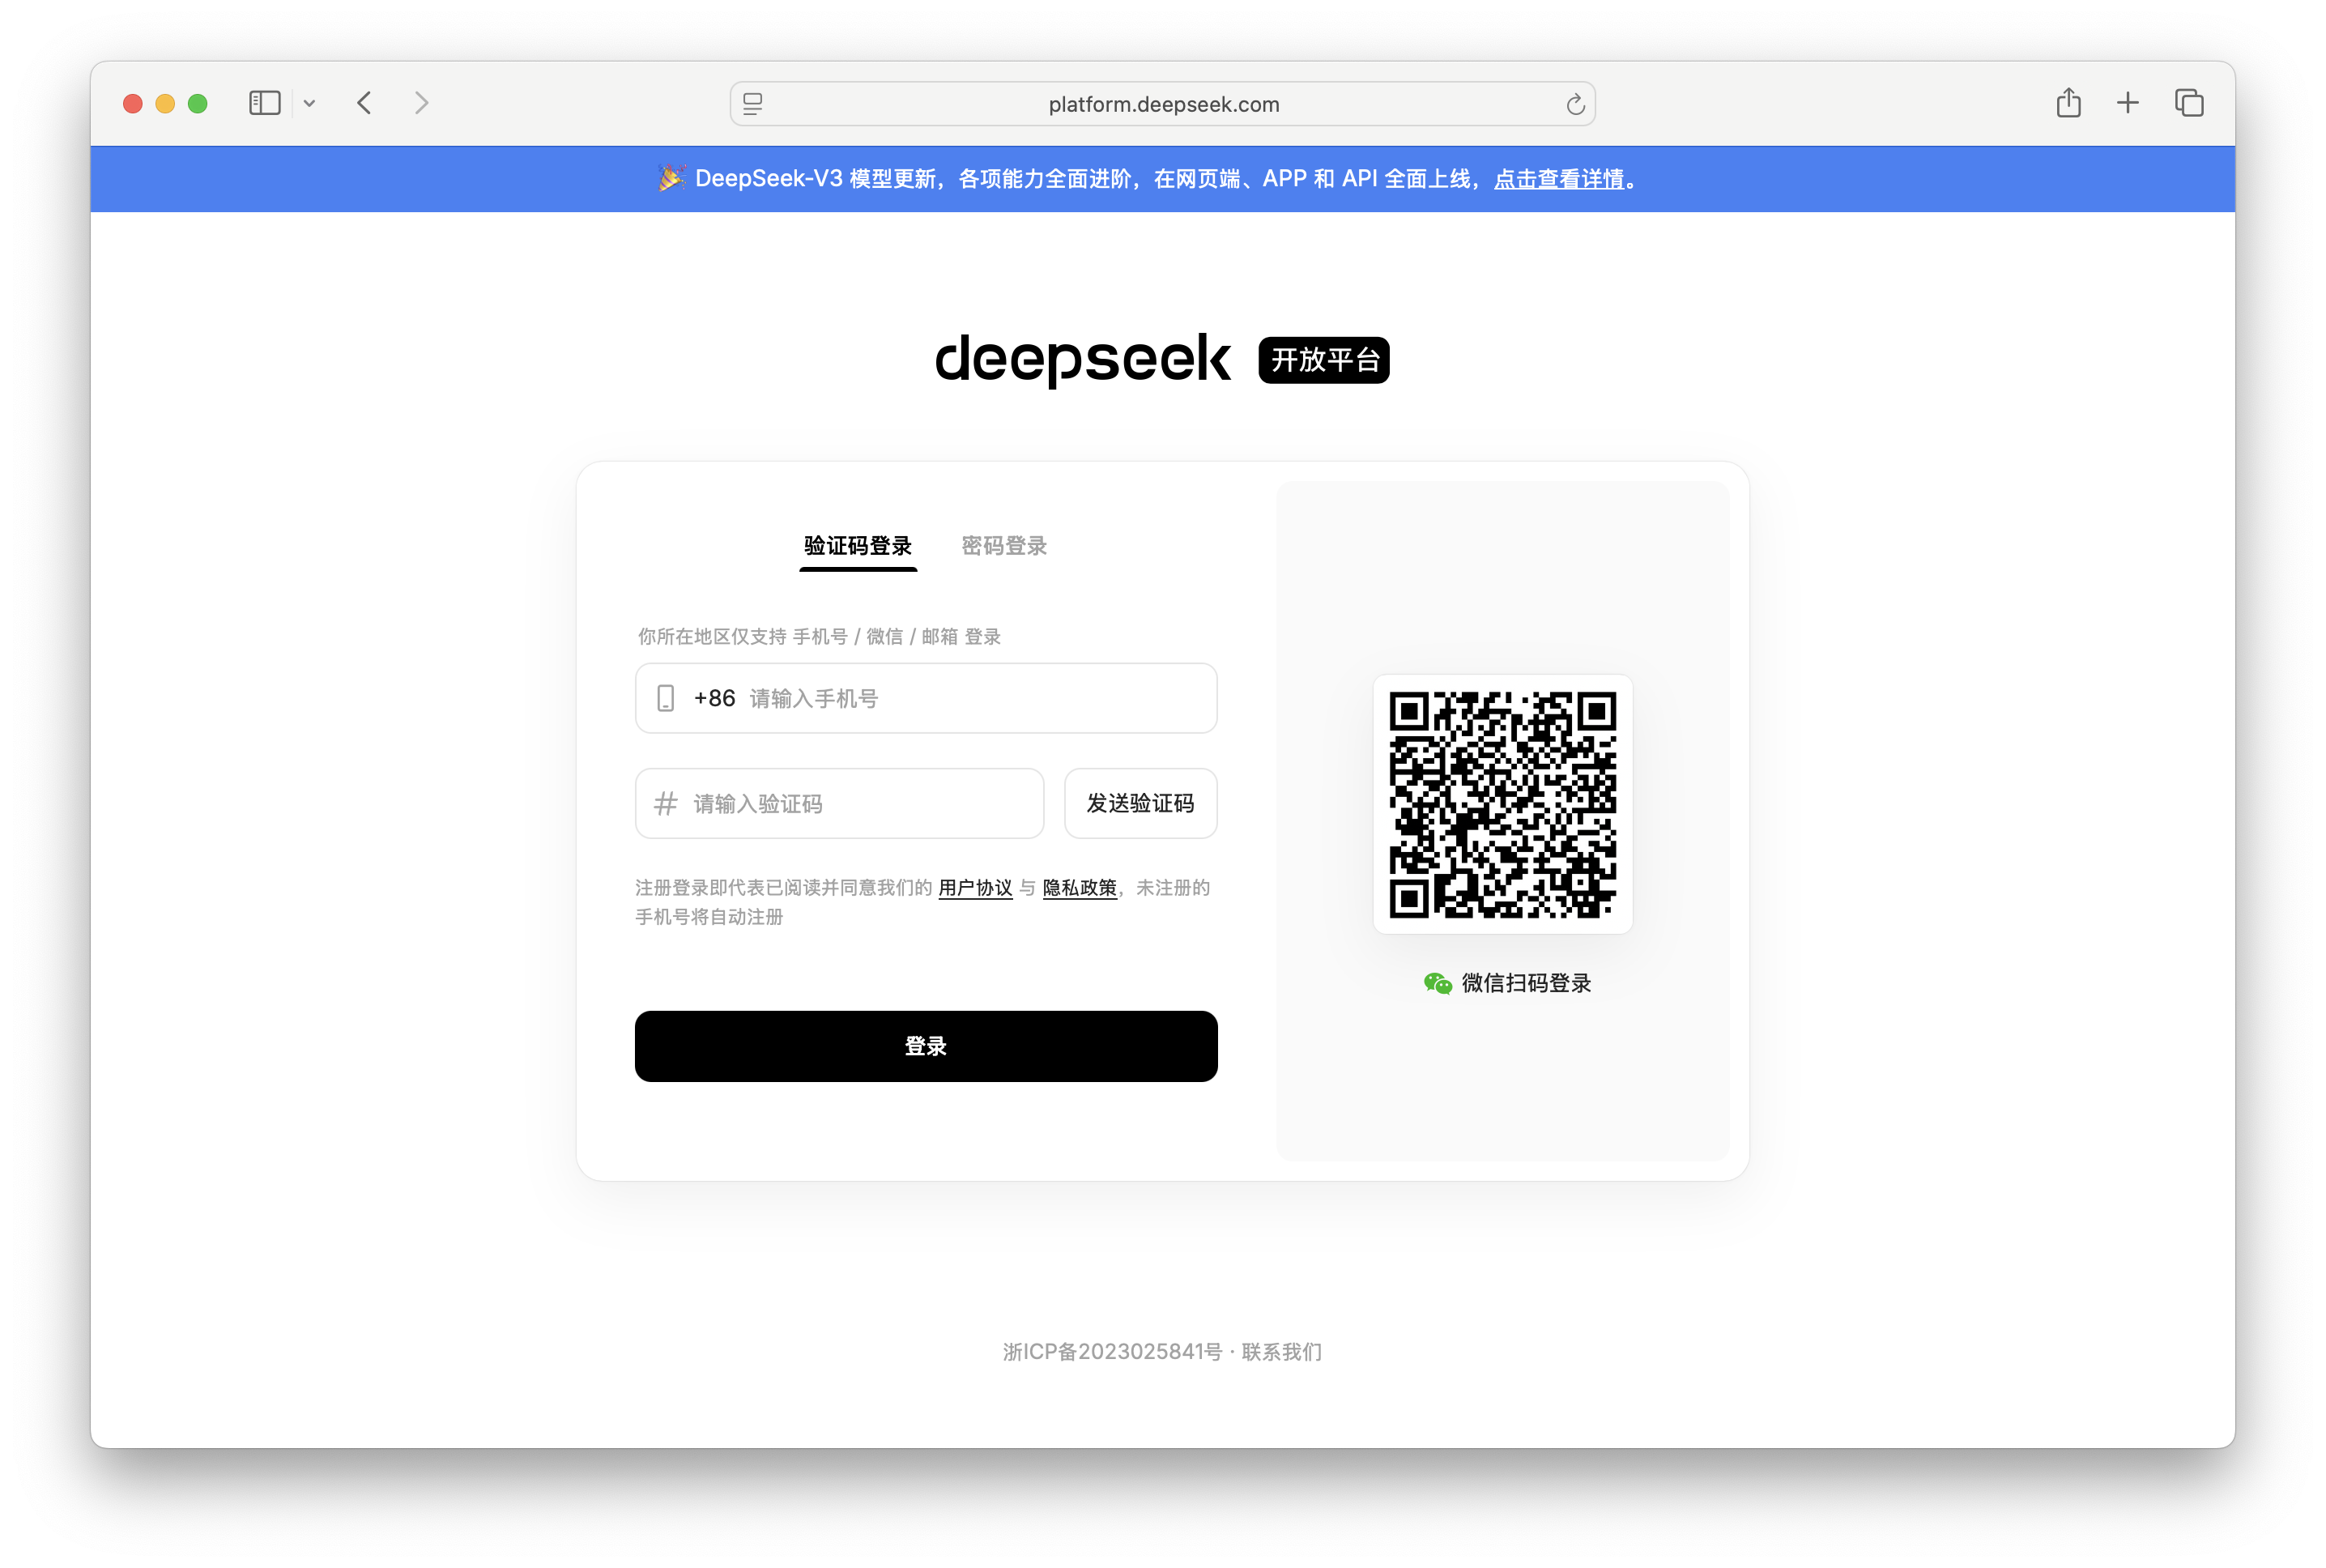 platform.deepseek.com
🎉 DeepSeek-V3 模型更新，各项能力全面进阶，在网页端、APP 和 API 全面上线，点击查看详情。
deepseek 开放平台
验证码登录 密码登录
你所在地区仅支持 手机号 / 微信 / 邮箱 登录
+86 请输入手机号
请输入验证码 发送验证码
注册登录即代表已阅读并同意我们的 用户协议 与 隐私政策，未注册的
手机号将自动注册
登录
微信扫码登录
浙ICP备2023025841号 · 联系我们